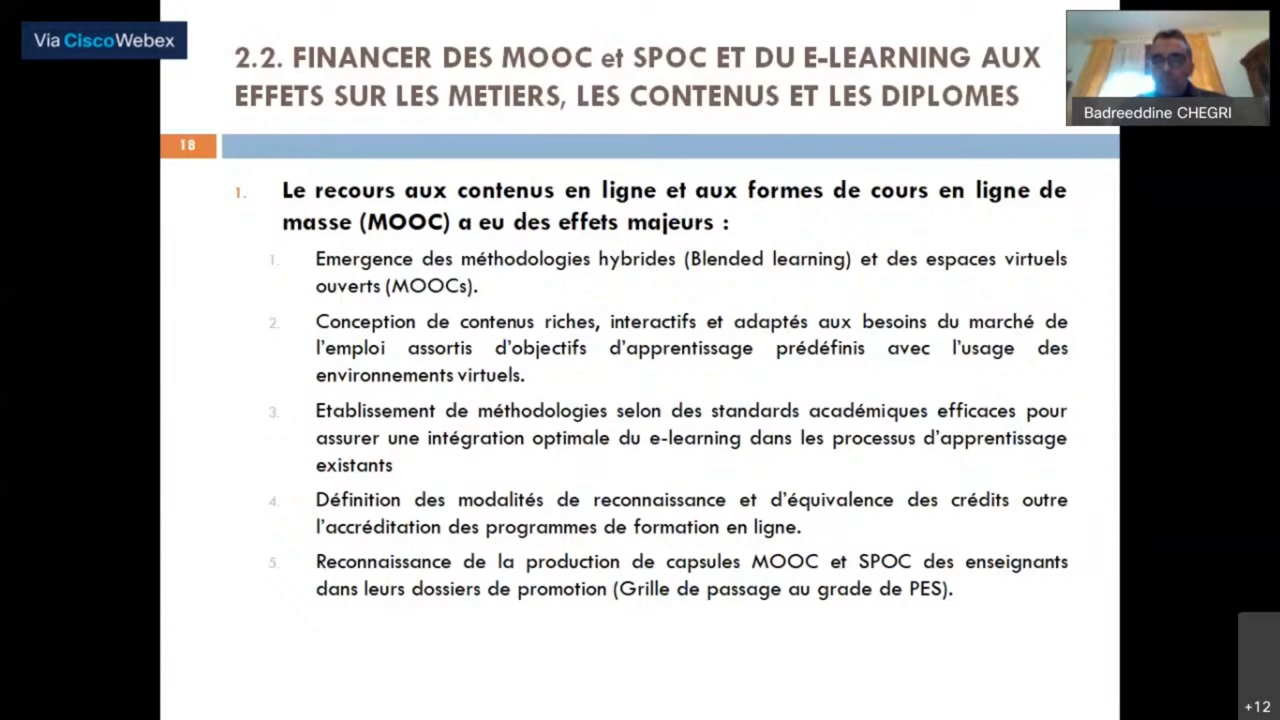 Via CiscoWebex
2.2. FINANCER DES MOOC et SPOC ET DU E-LEARNING AUX
EFFETS SUR LES METIERS, LES CONTENUS ET LES DIPLOMES
Badreeddine CHEGRI
18
1. Le recours aux contenus en ligne et aux formes de cours en ligne de
masse (MOOC) a eu des effets majeurs :
1. Emergence des méthodologies hybrides (Blended learning) et des espaces virtuels
ouverts (MOOCs).
2. Conception de contenus riches, interactifs et adaptés aux besoins du marché de
l'emploi assortis d'objectifs d'apprentissage prédéfinis avec l'usage des
environnements virtuels.
3. Etablissement de méthodologies selon des standards académiques efficaces pour
assurer une intégration optimale du e-learning dans les processus d'apprentissage
existants
4. Définition des modalités de reconnaissance et d'équivalence des crédits outre
l'accréditation des programmes de formation en ligne.
5. Reconnaissance de la production de capsules MOOC et SPOC des enseignants
dans leurs dossiers de promotion (Grille de passage au grade de PES).
+12